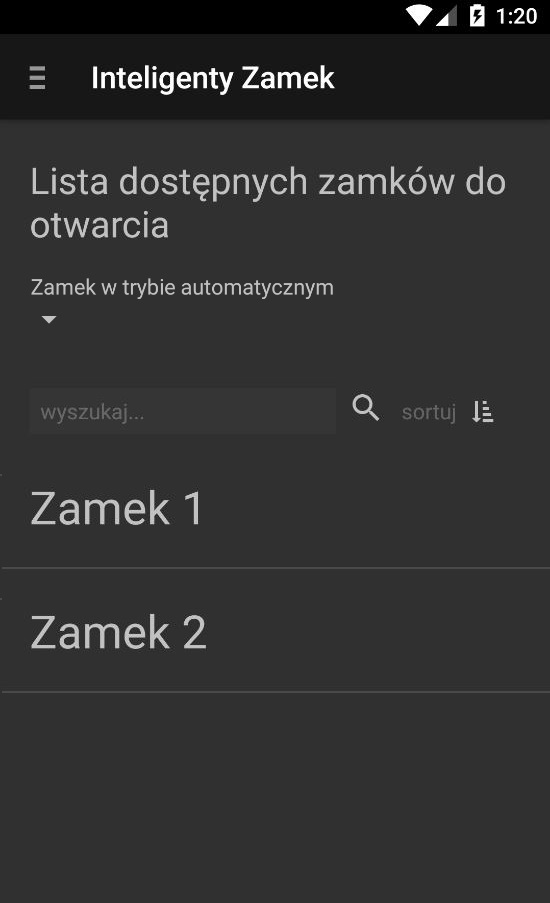 1:20
Inteligenty Zamek
Lista dostępnych zamków do
otwarcia
Zamek w trybie automatycznym
wyszukaj... sortuj
Zamek 1
Zamek 2